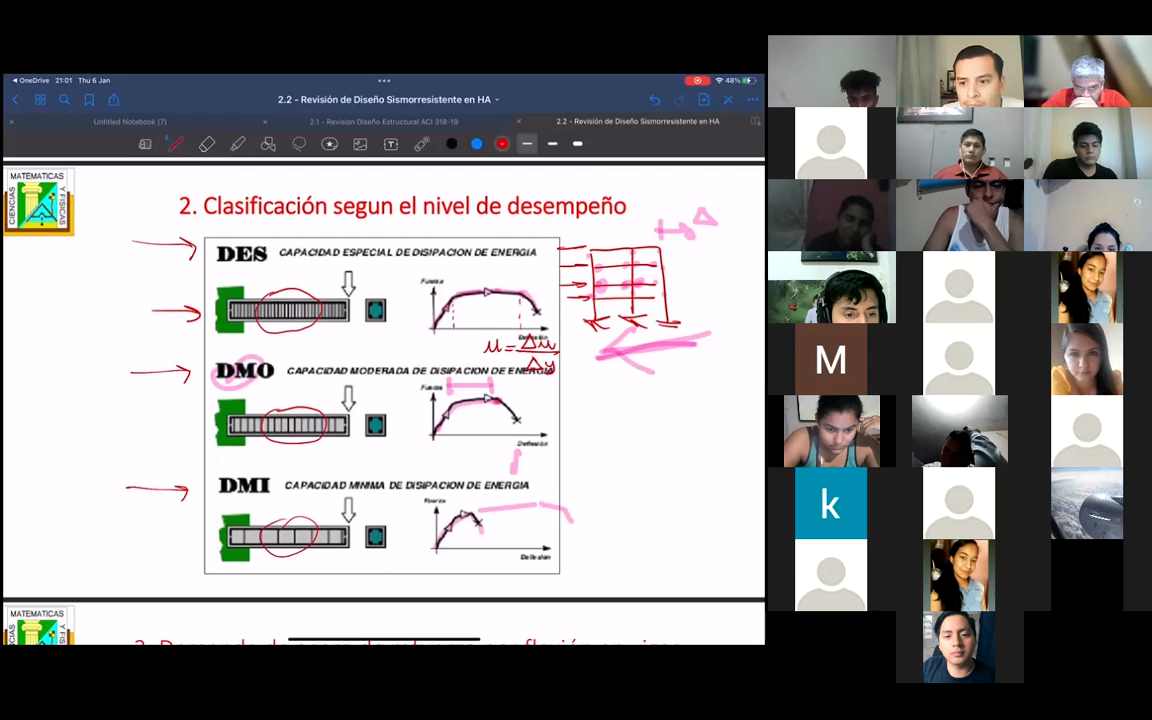 OneDrive 21:01 Thu 6 Jan
48%
2.2 - Revisión de Diseño Sismorresistente en HA
Untitled Notebook (7)
2.1 - Revision Diseño Estructural ACI 318-19
2.2 - Revisión de Diseño Sismorresistente en HA
MATEMATICAS
CIENCIAS
Y FISICAS
2. Clasificación segun el nivel de desempeño
Δ
DES CAPACIDAD ESPECIAL DE DISIPACION DE ENERGIA
Fuerza
μ = Δu
Δy
DMO CAPACIDAD MODERADA DE DISIPACION DE ENERGIA
Fuerza
Deflexión
DMI CAPACIDAD MINIMA DE DISIPACION DE ENERGIA
Fuerza
Deflexión
MATEMATICAS
M
k